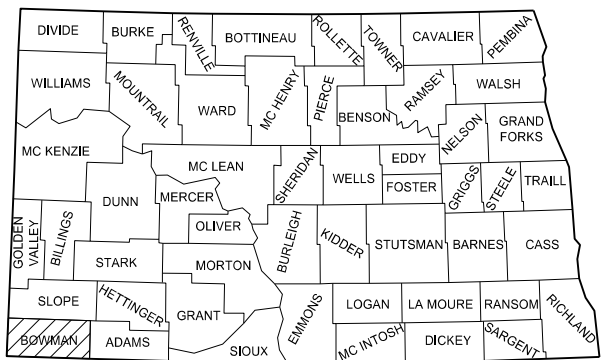 DIVIDE
BURKE
RENVILLE
BOTTINEAU
ROLLETTE
TOWNER
CAVALIER
PEMBINA
WILLIAMS
MOUNTRAIL
WARD
MC HENRY
PIERCE
BENSON
RAMSEY
WALSH
NELSON
GRAND
FORKS
MC KENZIE
MC LEAN
SHERIDAN
WELLS
EDDY
FOSTER
GRIGGS
STEELE
TRAILL
DUNN
MERCER
OLIVER
GOLDEN
VALLEY
BILLINGS
STARK
MORTON
BURLEIGH
KIDDER
STUTSMAN
BARNES
CASS
SLOPE
HETTINGER
GRANT
EMMONS
LOGAN
LA MOURE
RANSOM
RICHLAND
BOWMAN
ADAMS
SIOUX
MC INTOSH
DICKEY
SARGENT